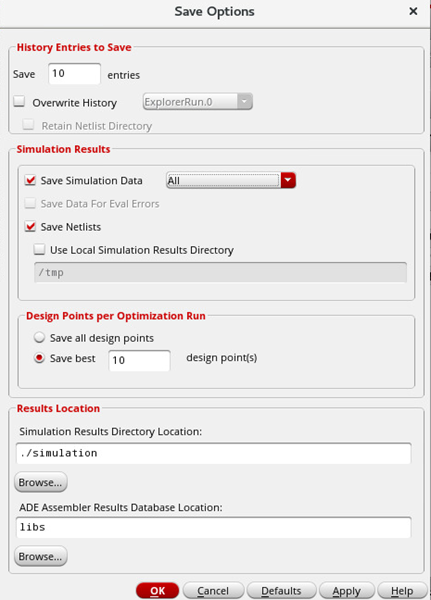 Save Options
History Entries to Save
Save 10 entries
Overwrite History ExplorerRun.0
Retain Netlist Directory
Simulation Results
Save Simulation Data All
Save Data For Eval Errors
Save Netlists
Use Local Simulation Results Directory
/tmp
Design Points per Optimization Run
Save all design points
Save best 10 design point(s)
Results Location
Simulation Results Directory Location:
./simulation
Browse...
ADE Assembler Results Database Location:
libs
Browse...
OK Cancel Defaults Apply Help